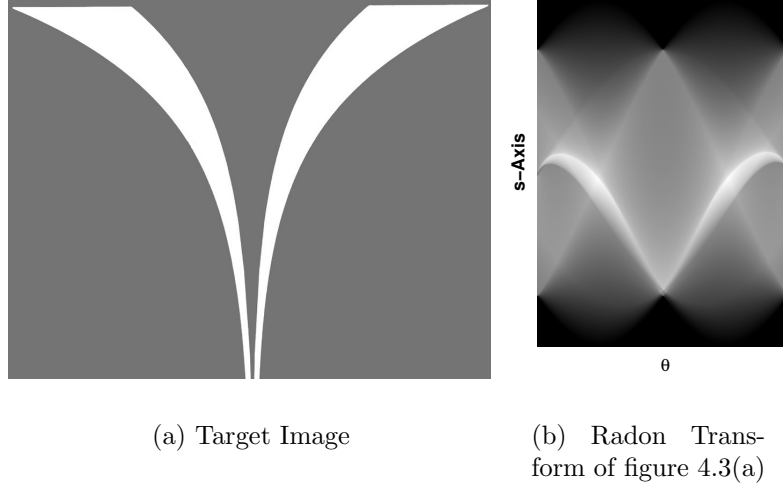 s-Axis
θ
(a) Target Image
(b) Radon Trans-
form of figure 4.3(a)